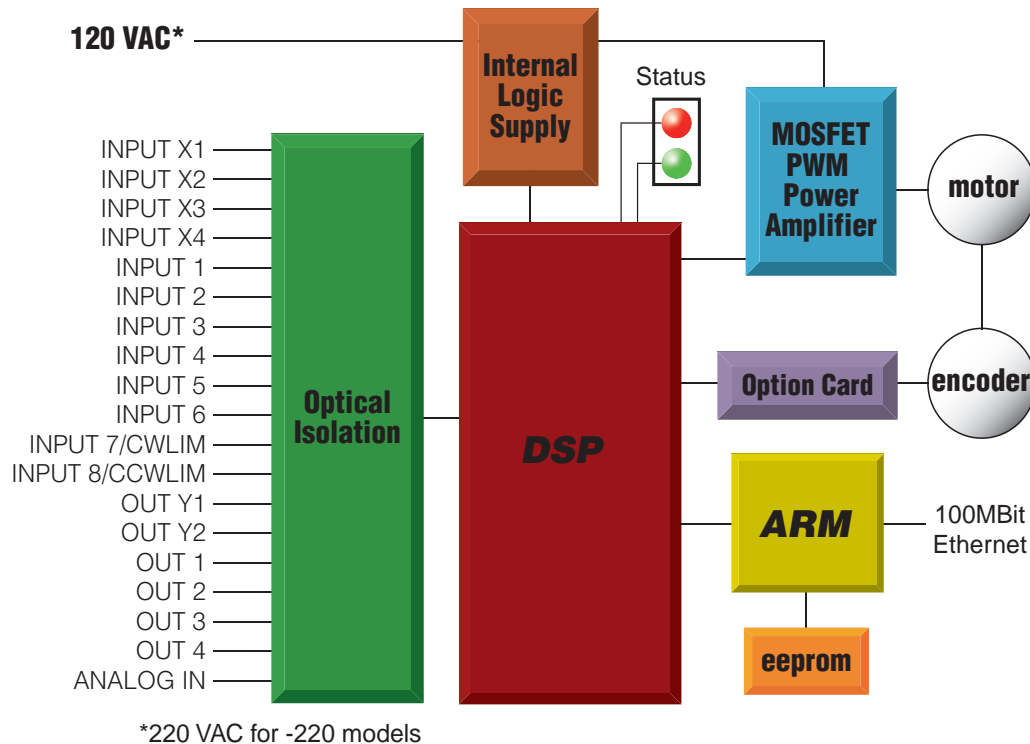 120 VAC*
Internal
Logic
Supply
Status
MOSFET
PWM
Power
Amplifier
motor
INPUT X1
INPUT X2
INPUT X3
INPUT X4
INPUT 1
INPUT 2
INPUT 3
INPUT 4
INPUT 5
INPUT 6
INPUT 7/CWLIM
INPUT 8/CCWLIM
OUT Y1
OUT Y2
OUT 1
OUT 2
OUT 3
OUT 4
ANALOG IN
Optical
Isolation
DSP
Option Card
encoder
ARM
100MBit
Ethernet
eeprom
*220 VAC for -220 models